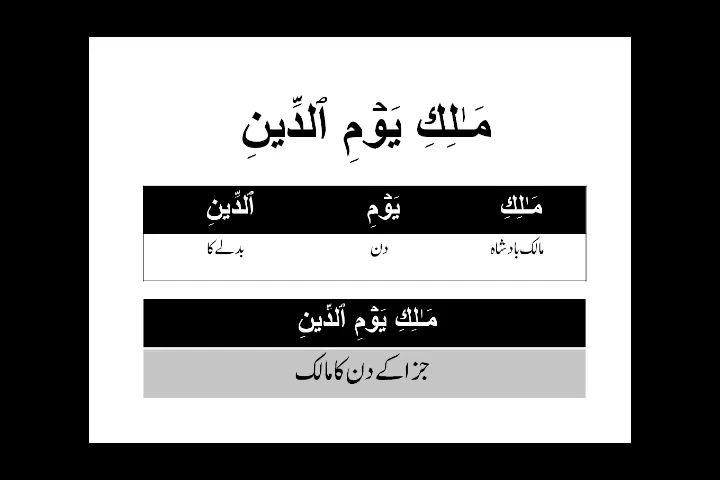 مَـٰلِكِ يَوۡمِ ٱلدِّينِ
مَـٰلِكِ يَوۡمِ ٱلدِّينِ
مالک بادشاہ دن بدلے کا
مَـٰلِكِ يَوۡمِ ٱلدِّينِ
جزا کے دن کا مالک